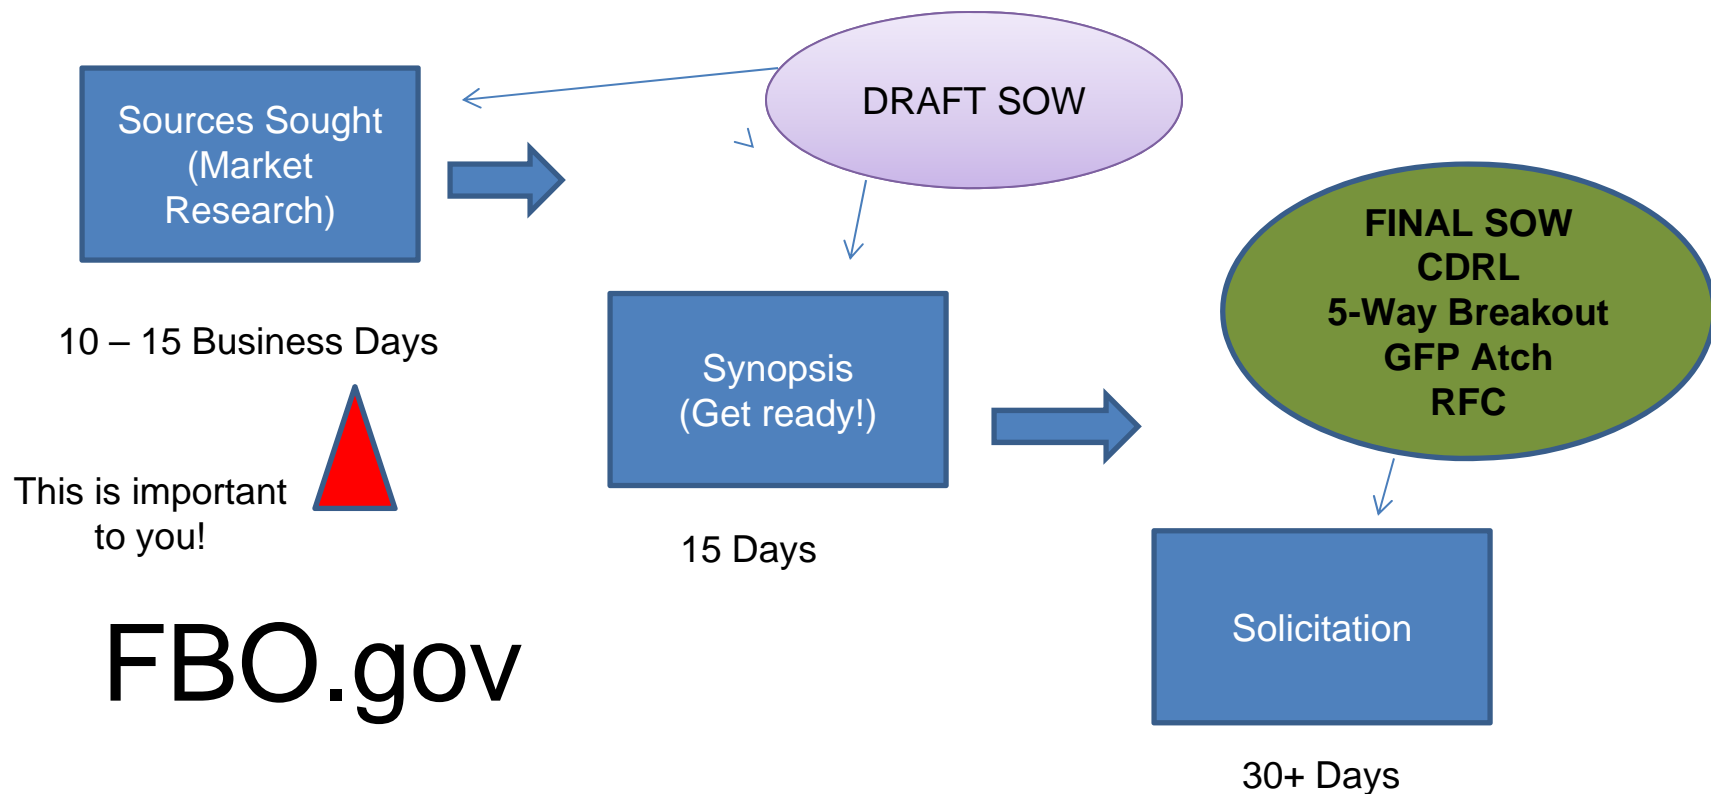 Sources Sought
(Market
Research)
DRAFT SOW
10 – 15 Business Days
This is important
to you!
Synopsis
(Get ready!)
15 Days
FINAL SOW
CDRL
5-Way Breakout
GFP Atch
RFC
Solicitation
30+ Days
FBO.gov